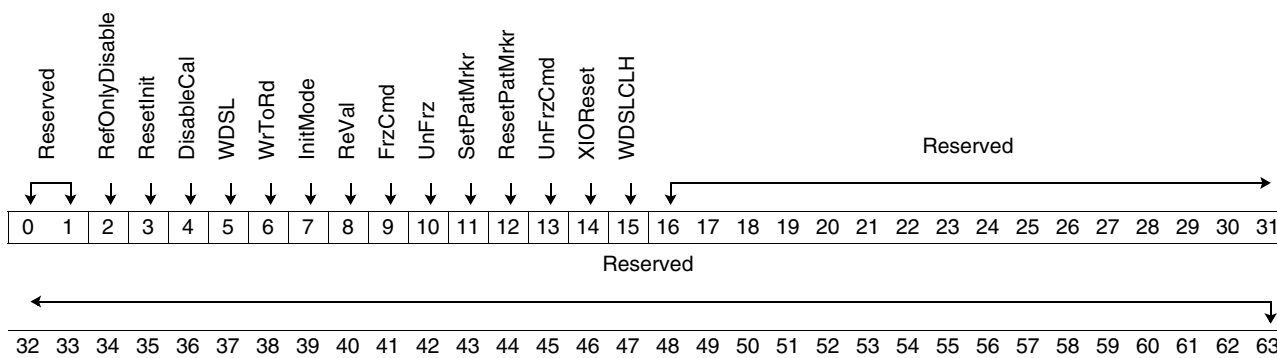 Reserved
RefOnlyDisable
ResetInit
DisableCal
WDSL
WrToRd
InitMode
ReVal
FrzCmd
UnFrz
SetPatMrkr
ResetPatMrkr
UnFrzCmd
XIOReset
WDSLCLH
Reserved
0 1 2 3 4 5 6 7 8 9 10 11 12 13 14 15 16 17 18 19 20 21 22 23 24 25 26 27 28 29 30 31
Reserved
32 33 34 35 36 37 38 39 40 41 42 43 44 45 46 47 48 49 50 51 52 53 54 55 56 57 58 59 60 61 62 63